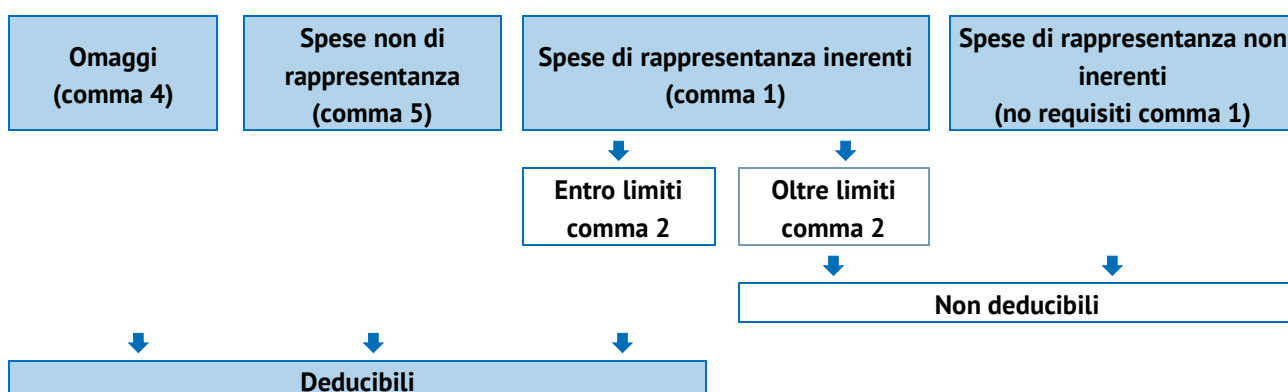 Omaggi
(comma 4)
Spese non di
rappresentanza
(comma 5)
Spese di rappresentanza inerenti
(comma 1)
Spese di rappresentanza non
inerenti
(no requisiti comma 1)
Entro limiti
comma 2
Oltre limiti
comma 2
Non deducibili
Deducibili